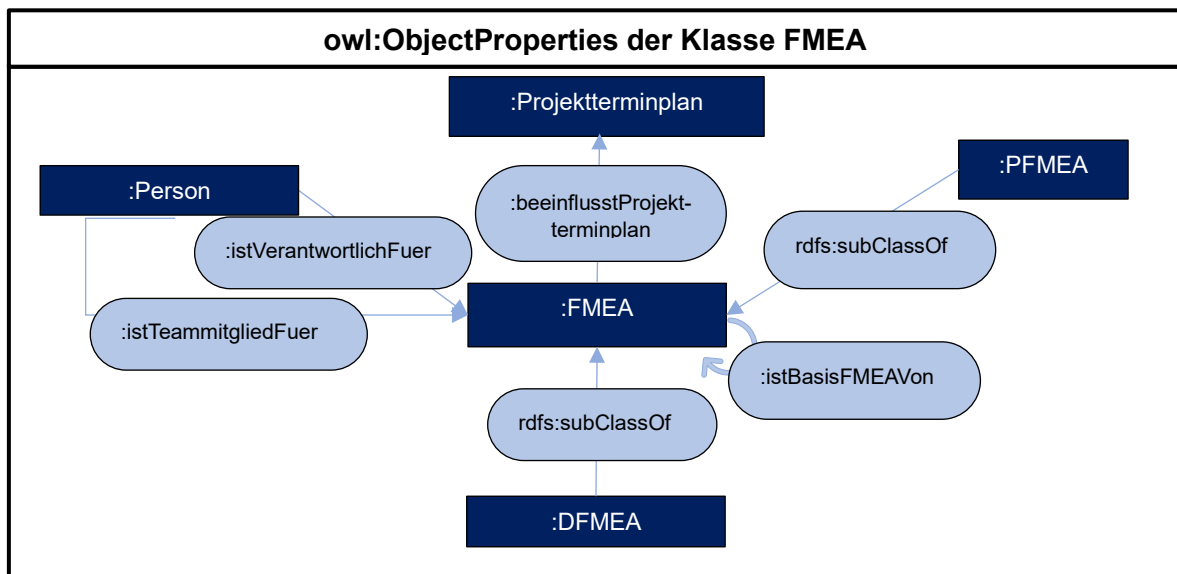 owl:ObjectProperties der Klasse FMEA
:Projektterminplan
:Person
:PFMEA
:beeinflusstProjekt-
terminplan
:istVerantwortlichFuer
rdfs:subClassOf
:FMEA
:istTeammitgliedFuer
:istBasisFMEAVon
rdfs:subClassOf
:DFMEA